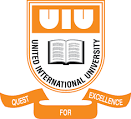 UIU
UNITED INTERNATIONAL UNIVERSITY
QUEST
FOR
EXCELLENCE